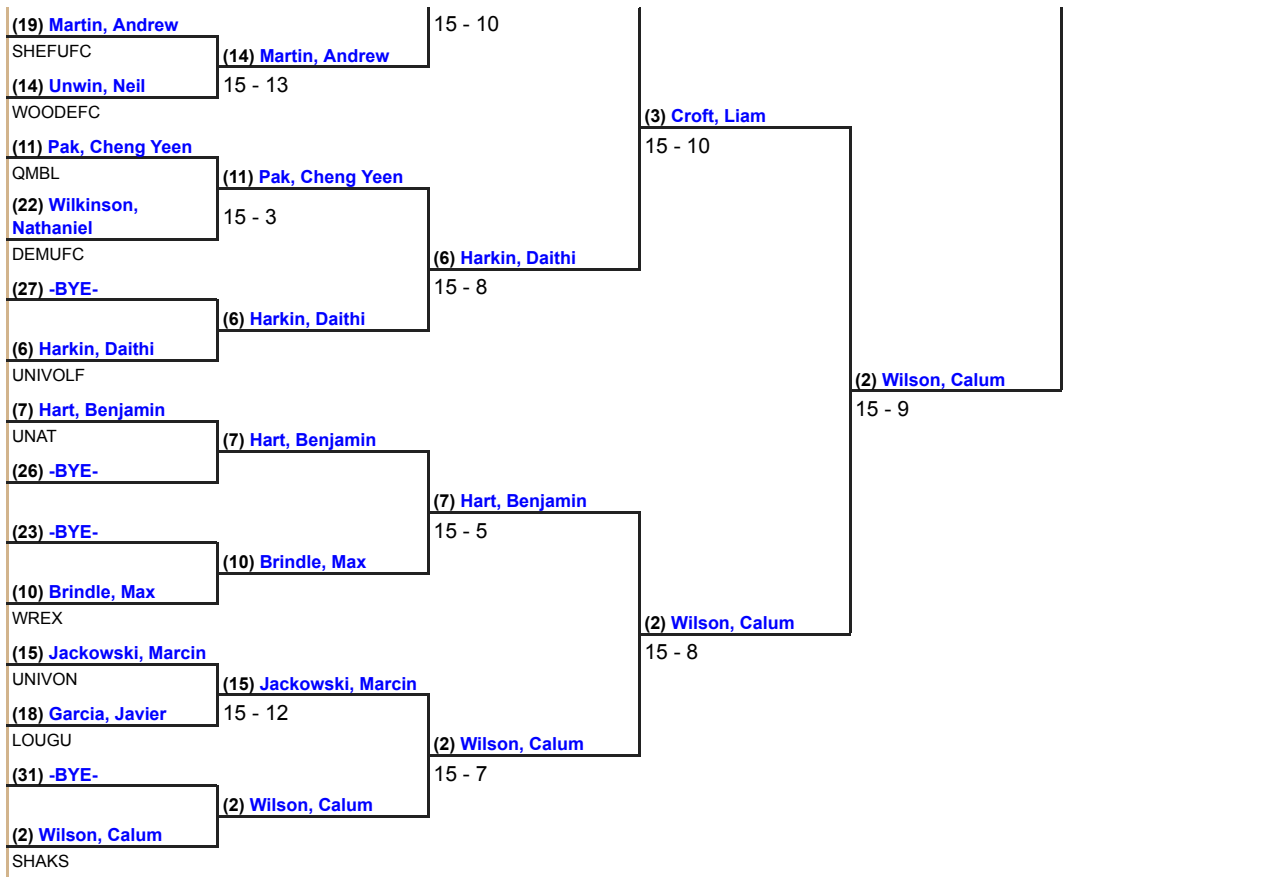 (19) Martin, Andrew
SHEFUFC
(14) Unwin, Neil
WOODEFC
(11) Pak, Cheng Yeen
QMBL
(22) Wilkinson,
Nathaniel
DEMUFC
(27) -BYE-
(6) Harkin, Daithi
UNIVOLF
(7) Hart, Benjamin
UNAT
(26) -BYE-
(23) -BYE-
(10) Brindle, Max
WREX
(15) Jackowski, Marcin
UNIVON
(18) Garcia, Javier
LOUGU
(31) -BYE-
(2) Wilson, Calum
SHAKS
(14) Martin, Andrew
15 - 13
(11) Pak, Cheng Yeen
15 - 3
(6) Harkin, Daithi
(7) Hart, Benjamin
(10) Brindle, Max
(15) Jackowski, Marcin
15 - 12
(2) Wilson, Calum
15 - 10
(6) Harkin, Daithi
15 - 8
(7) Hart, Benjamin
15 - 5
(2) Wilson, Calum
15 - 7
(3) Croft, Liam
15 - 10
(2) Wilson, Calum
15 - 8
(2) Wilson, Calum
15 - 9